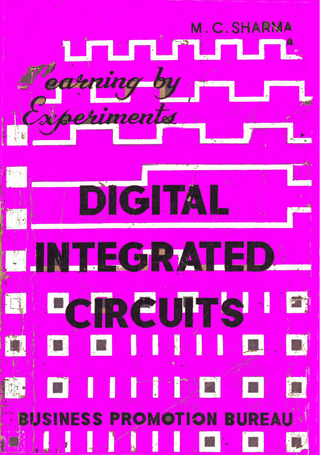 M.C. SHARMA
Learning by
Experiments
DIGITAL
INTEGRATED
CIRCUITS
BUSINESS PROMOTION BUREAU